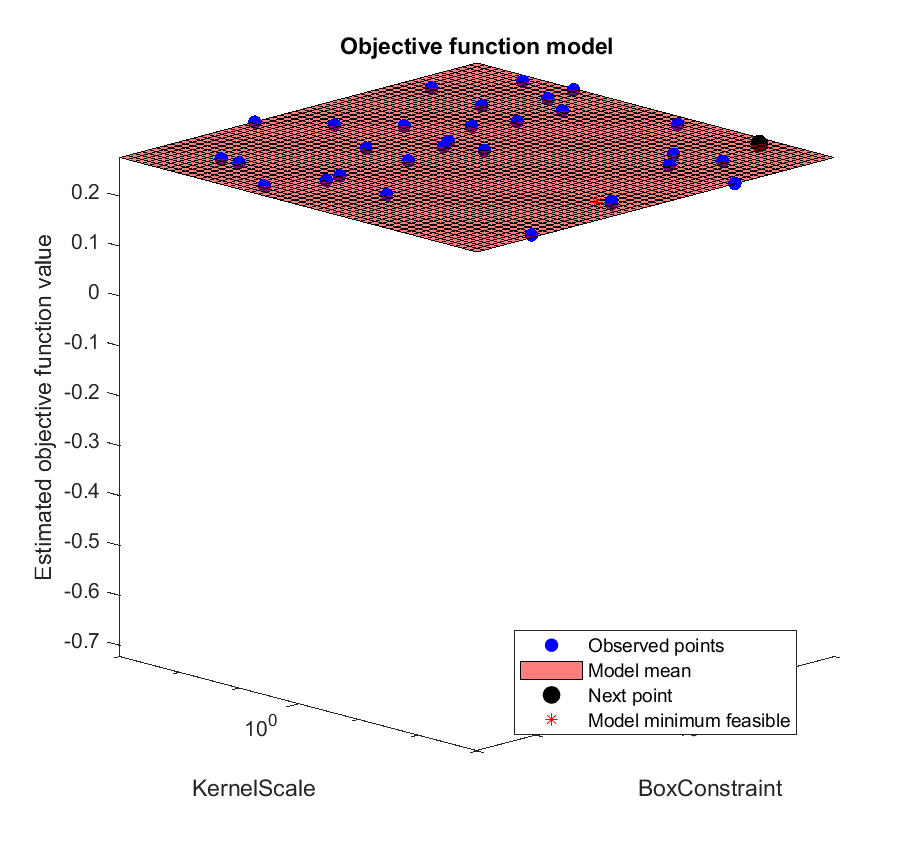 Objective function model
0.2
0.1
0
-0.1
-0.2
-0.3
-0.4
-0.5
-0.6
-0.7
Estimated objective function value
10^0
KernelScale
BoxConstraint
Observed points
Model mean
Next point
Model minimum feasible